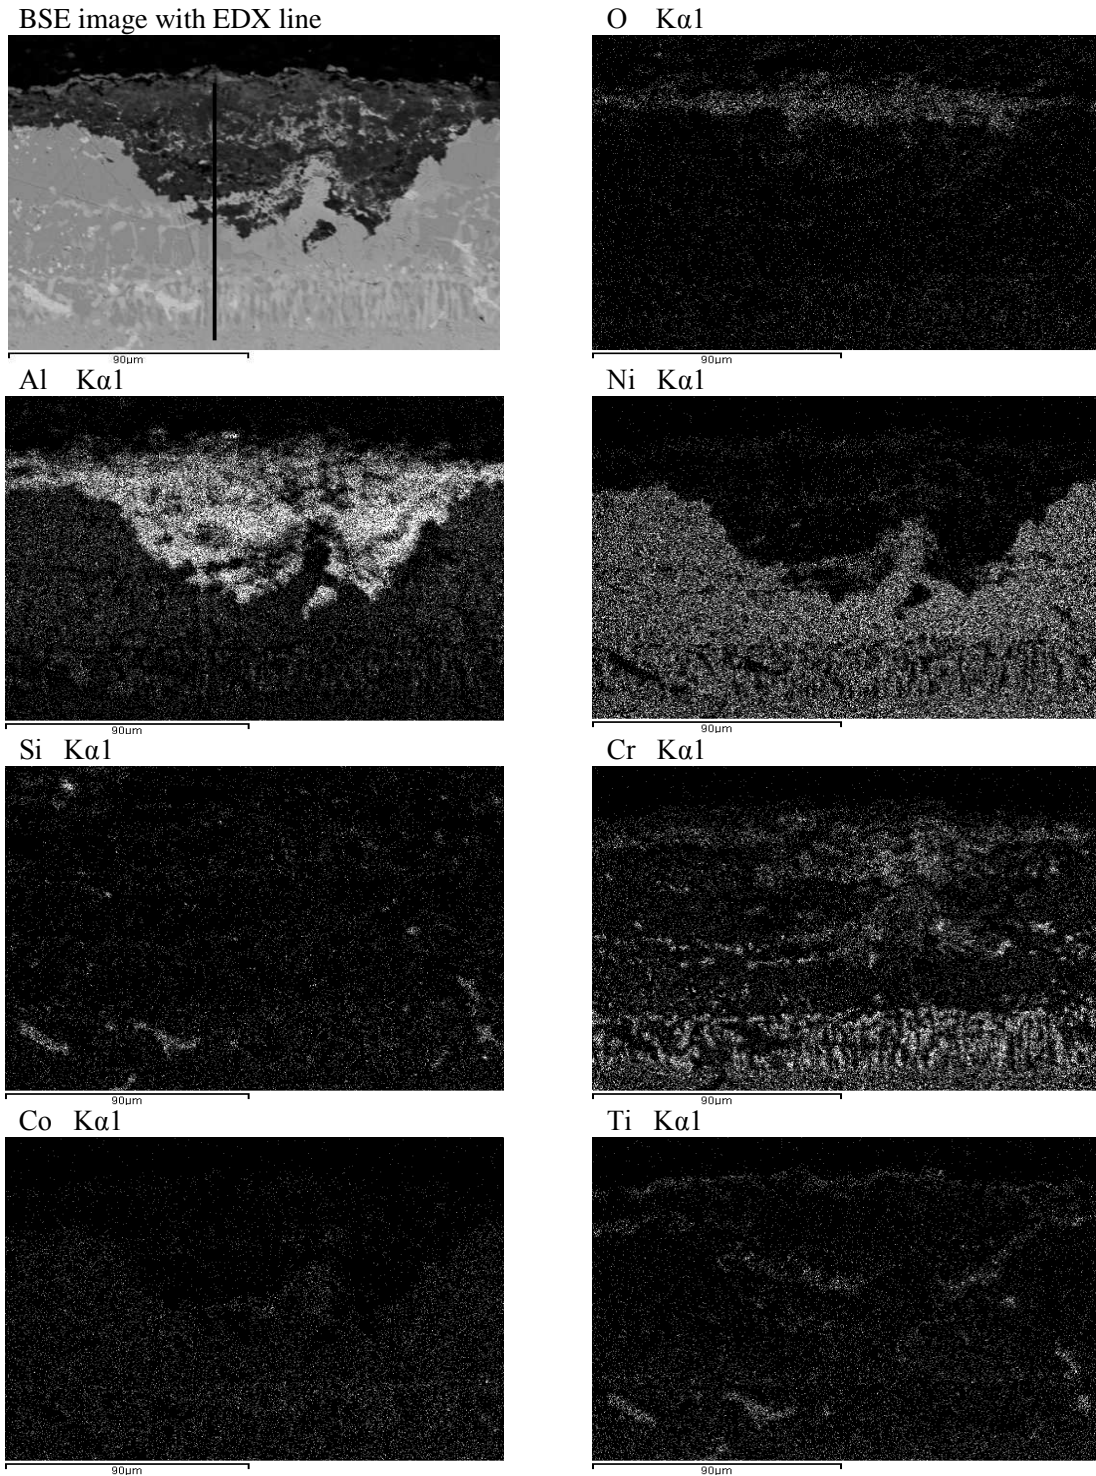 BSE image with EDX line
O Kα1
90µm
90µm
Al Kα1
Ni Kα1
90µm
90µm
Si Kα1
Cr Kα1
90µm
90µm
Co Kα1
Ti Kα1
90µm
90µm